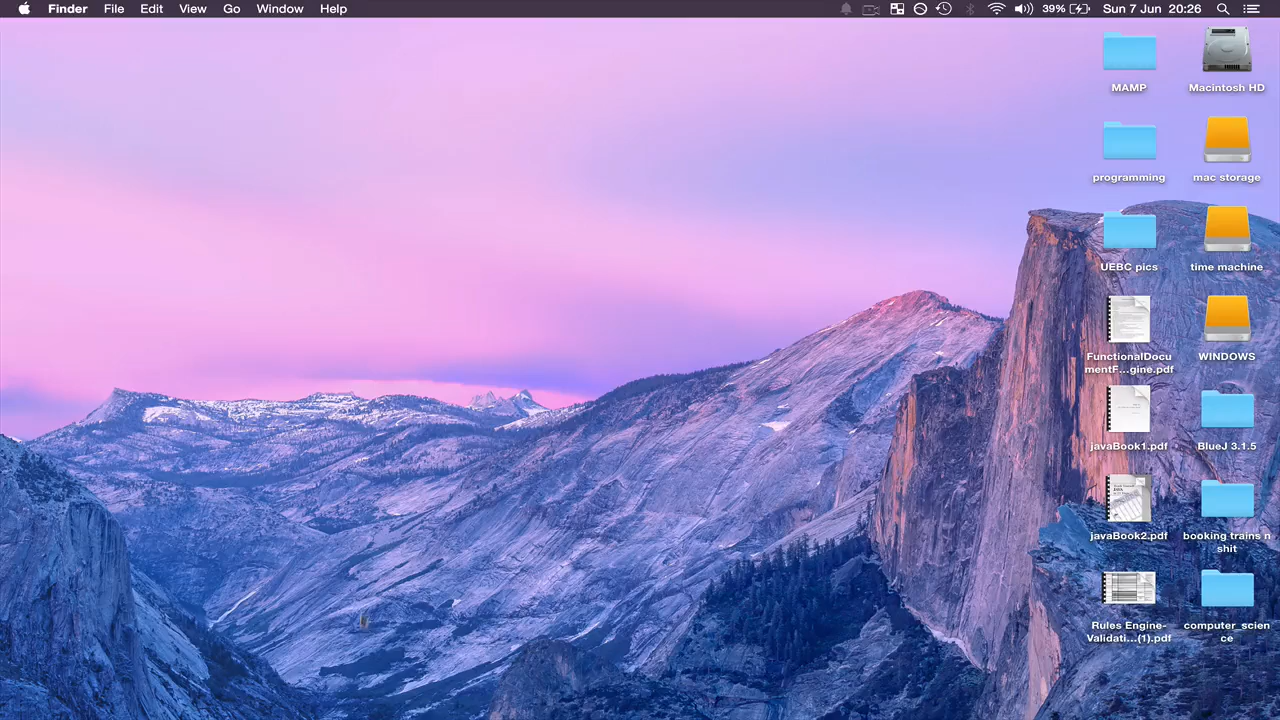 Finder File Edit View Go Window Help 39% Sun 7 Jun 20:26
MAMP
Macintosh HD
programming
mac storage
UEBC pics
time machine
FunctionalDocu
mentF...gine.pdf
WINDOWS
javaBook1.pdf
BlueJ 3.1.5
javaBook2.pdf
booking trains n
shit
Rules Engine-
Validati...(1).pdf
computer_scien
ce